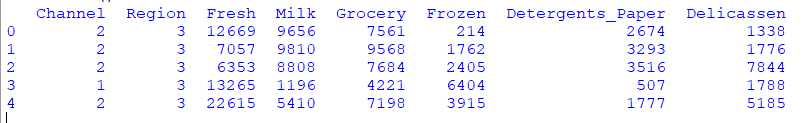 Channel Region Fresh Milk Grocery Frozen Detergents_Paper Delicassen
0 2 3 12669 9656 7561 214 2674 1338
1 2 3 7057 9810 9568 1762 3293 1776
2 2 3 6353 8808 7684 2405 3516 7844
3 1 3 13265 1196 4221 6404 507 1788
4 2 3 22615 5410 7198 3915 1777 5185